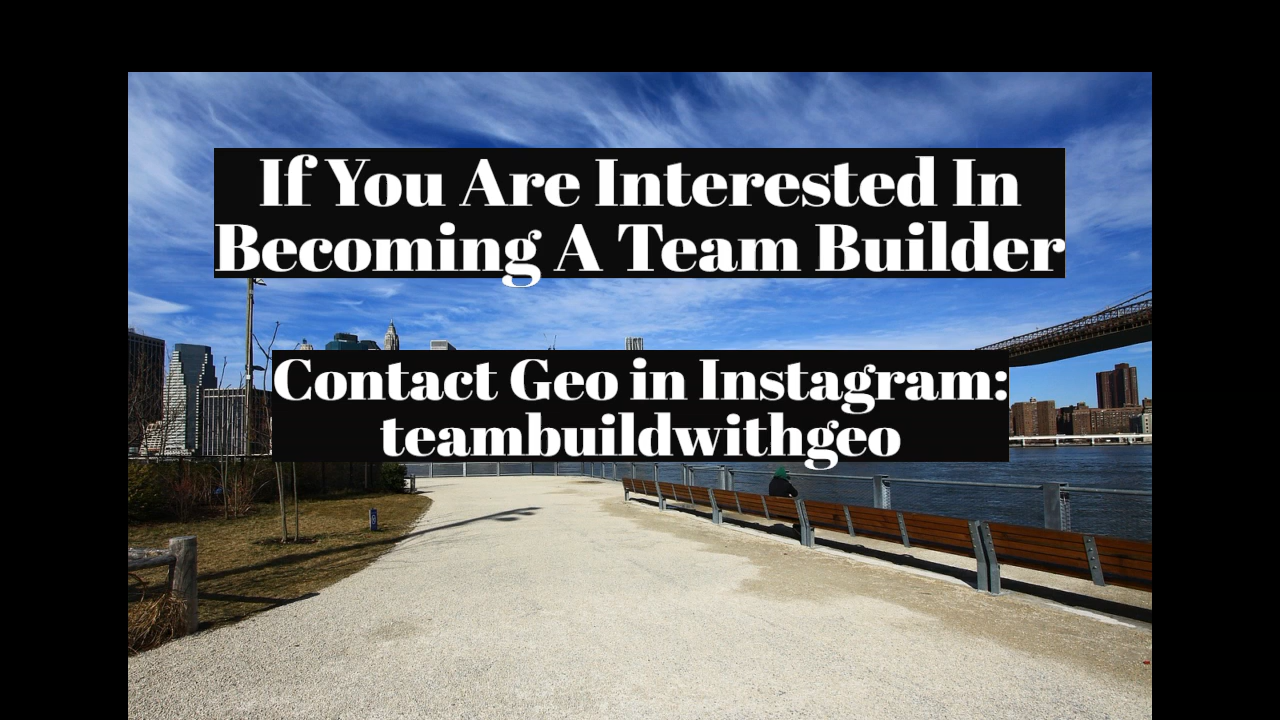 If You Are Interested In
Becoming A Team Builder
Contact Geo in Instagram:
teambuildwithgeo